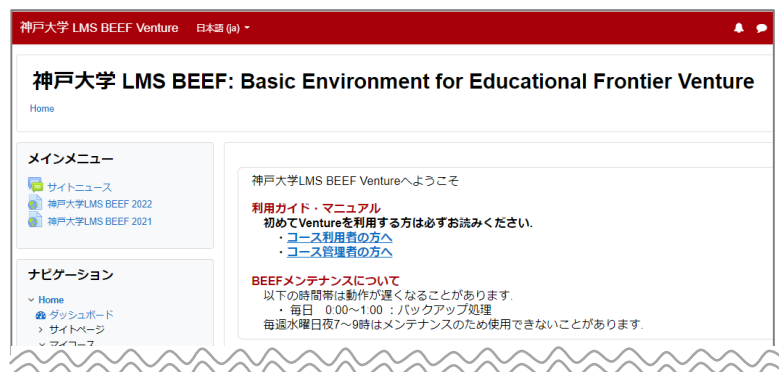 神戸大学 LMS BEEF Venture 日本語 (ja)
神戸大学 LMS BEEF: Basic Environment for Educational Frontier Venture
Home
メインメニュー
サイトニュース
神戸大学LMS BEEF 2022
神戸大学LMS BEEF 2021
ナビゲーション
Home
ダッシュボード
サイトページ
マイコース
神戸大学LMS BEEF Ventureへようこそ
利用ガイド・マニュアル
初めてVentureを利用する方は必ずお読みください.
・コース利用者の方へ
・コース管理者の方へ
BEEFメンテナンスについて
以下の時間帯は動作が遅くなることがあります.
・ 毎日 0:00～1:00 ：バックアップ処理
毎週水曜日夜7～9時はメンテナンスのため使用できないことがあります.